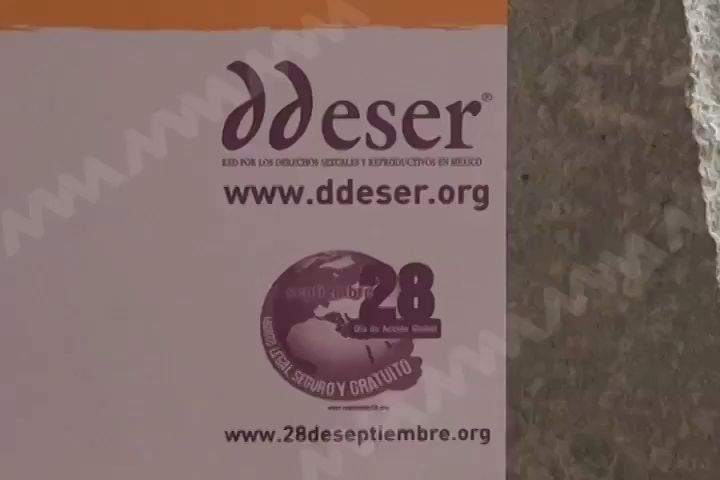 ddeser®
RED POR LOS DERECHOS SEXUALES Y REPRODUCTIVOS EN MÉXICO
www.ddeser.org
septiembre 28
Día de Acción Global
ABORTO LEGAL, SEGURO Y GRATUITO
www.28deseptiembre.org